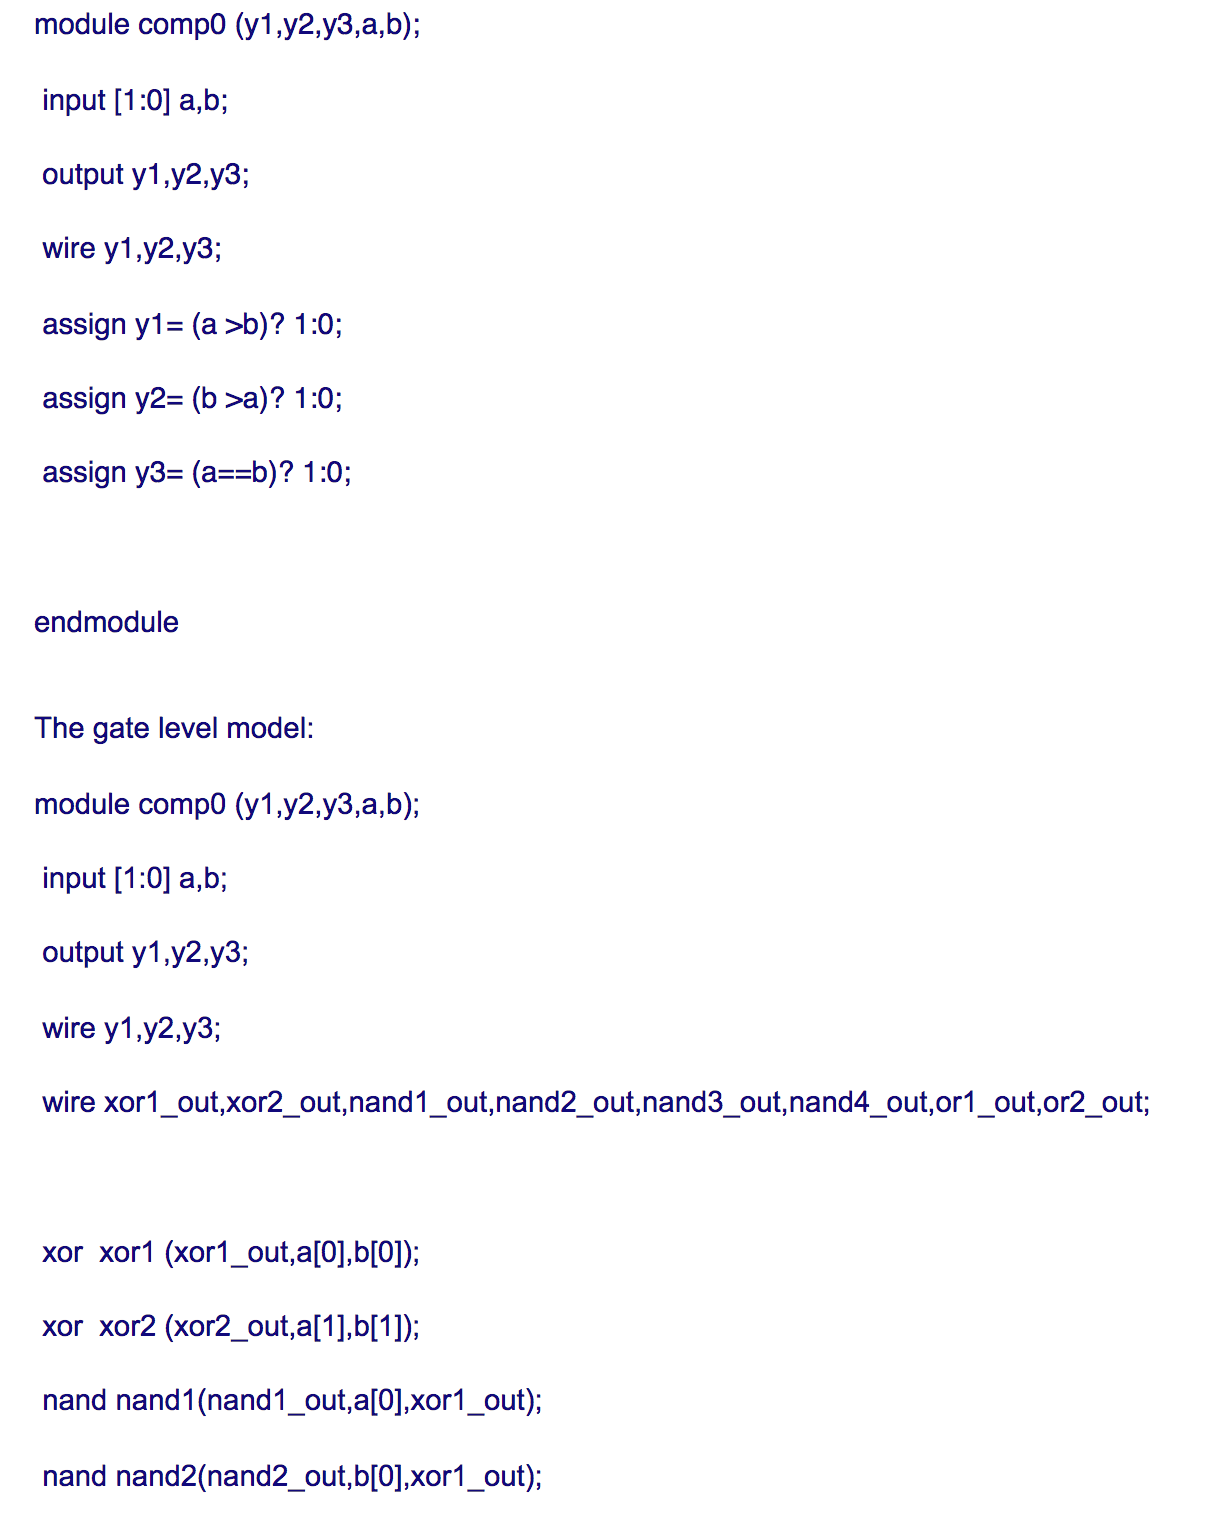 module comp0 (y1,y2,y3,a,b);
input [1:0] a,b;
output y1,y2,y3;
wire y1,y2,y3;
assign y1= (a >b)? 1:0;
assign y2= (b >a)? 1:0;
assign y3= (a==b)? 1:0;
endmodule
The gate level model:
module comp0 (y1,y2,y3,a,b);
input [1:0] a,b;
output y1,y2,y3;
wire y1,y2,y3;
wire xor1_out,xor2_out,nand1_out,nand2_out,nand3_out,nand4_out,or1_out,or2_out;
xor  xor1 (xor1_out,a[0],b[0]);
xor  xor2 (xor2_out,a[1],b[1]);
nand nand1(nand1_out,a[0],xor1_out);
nand nand2(nand2_out,b[0],xor1_out);